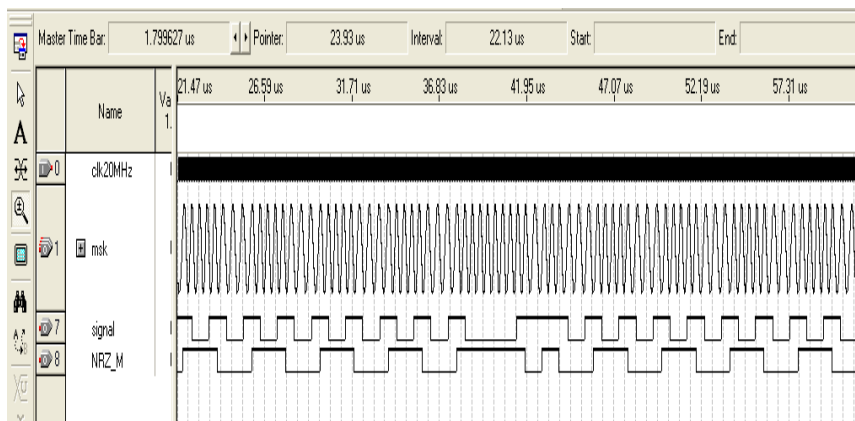 Master Time Bar: 1.799627 us Pointer: 23.93 us Interval: 22.13 us Start: End:
Name Va 1. 21.47 us 26.59 us 31.71 us 36.83 us 41.95 us 47.07 us 52.19 us 57.31 us
0 clk20MHz
1 msk
7 signal
8 NRZ_M
A